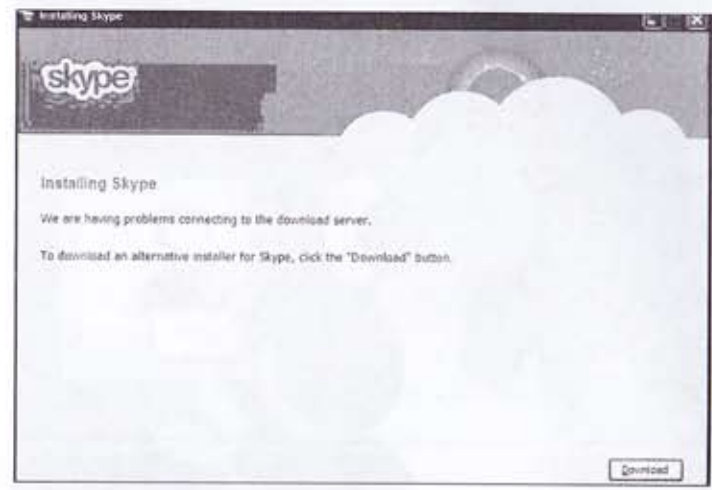 Installing Skype
skype
Installing Skype
We are having problems connecting to the download server.
To download an alternative installer for Skype, click the "Download" button.
Download